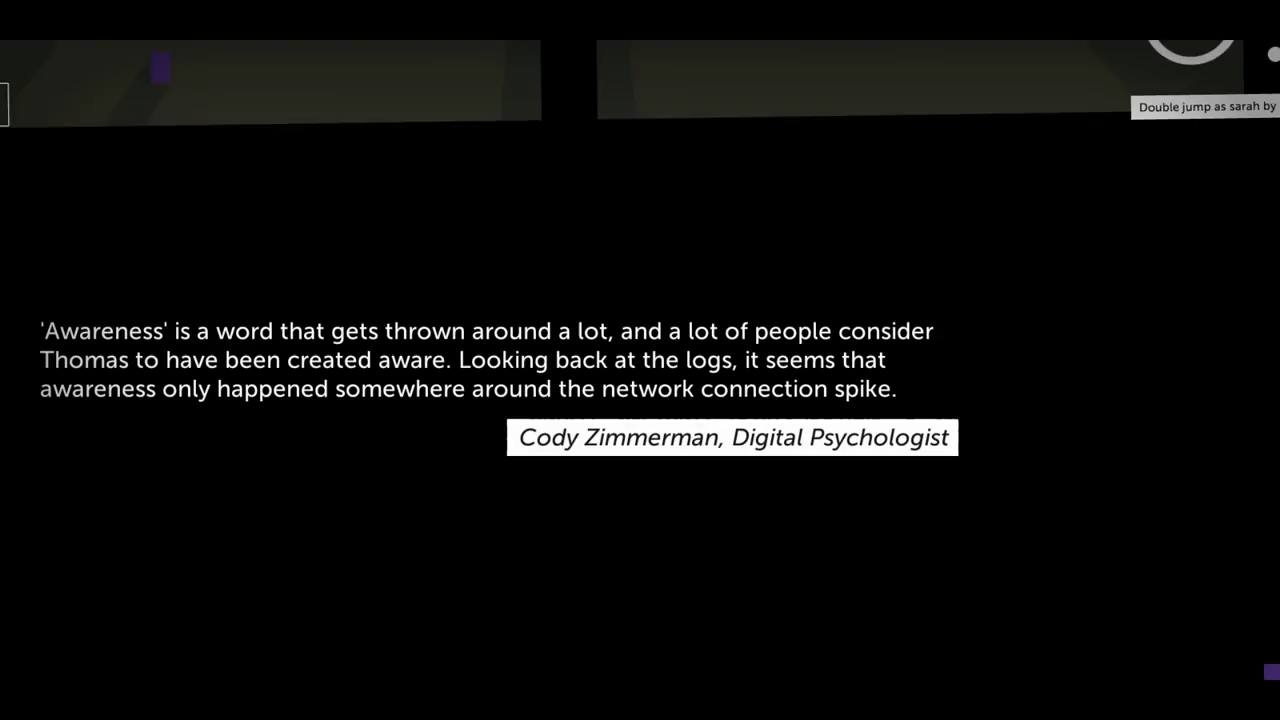 Double jump as sarah by
'Awareness' is a word that gets thrown around a lot, and a lot of people consider
Thomas to have been created aware. Looking back at the logs, it seems that
awareness only happened somewhere around the network connection spike.
Cody Zimmerman, Digital Psychologist